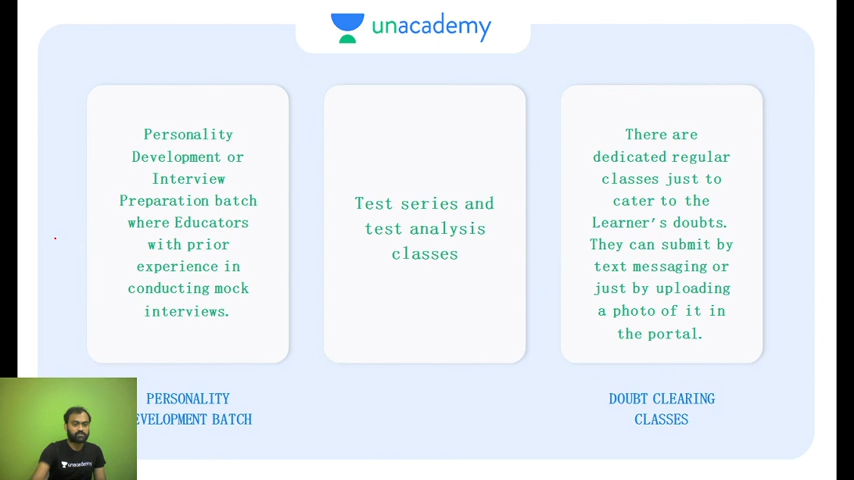 unacademy
Personality
Development or
Interview
Preparation batch
where Educators
with prior
experience in
conducting mock
interviews.
Test series and
test analysis
classes
There are
dedicated regular
classes just to
cater to the
Learner's doubts.
They can submit by
text messaging or
just by uploading
a photo of it in
the portal.
PERSONALITY
EVELOPMENT BATCH
DOUBT CLEARING
CLASSES
unacademy